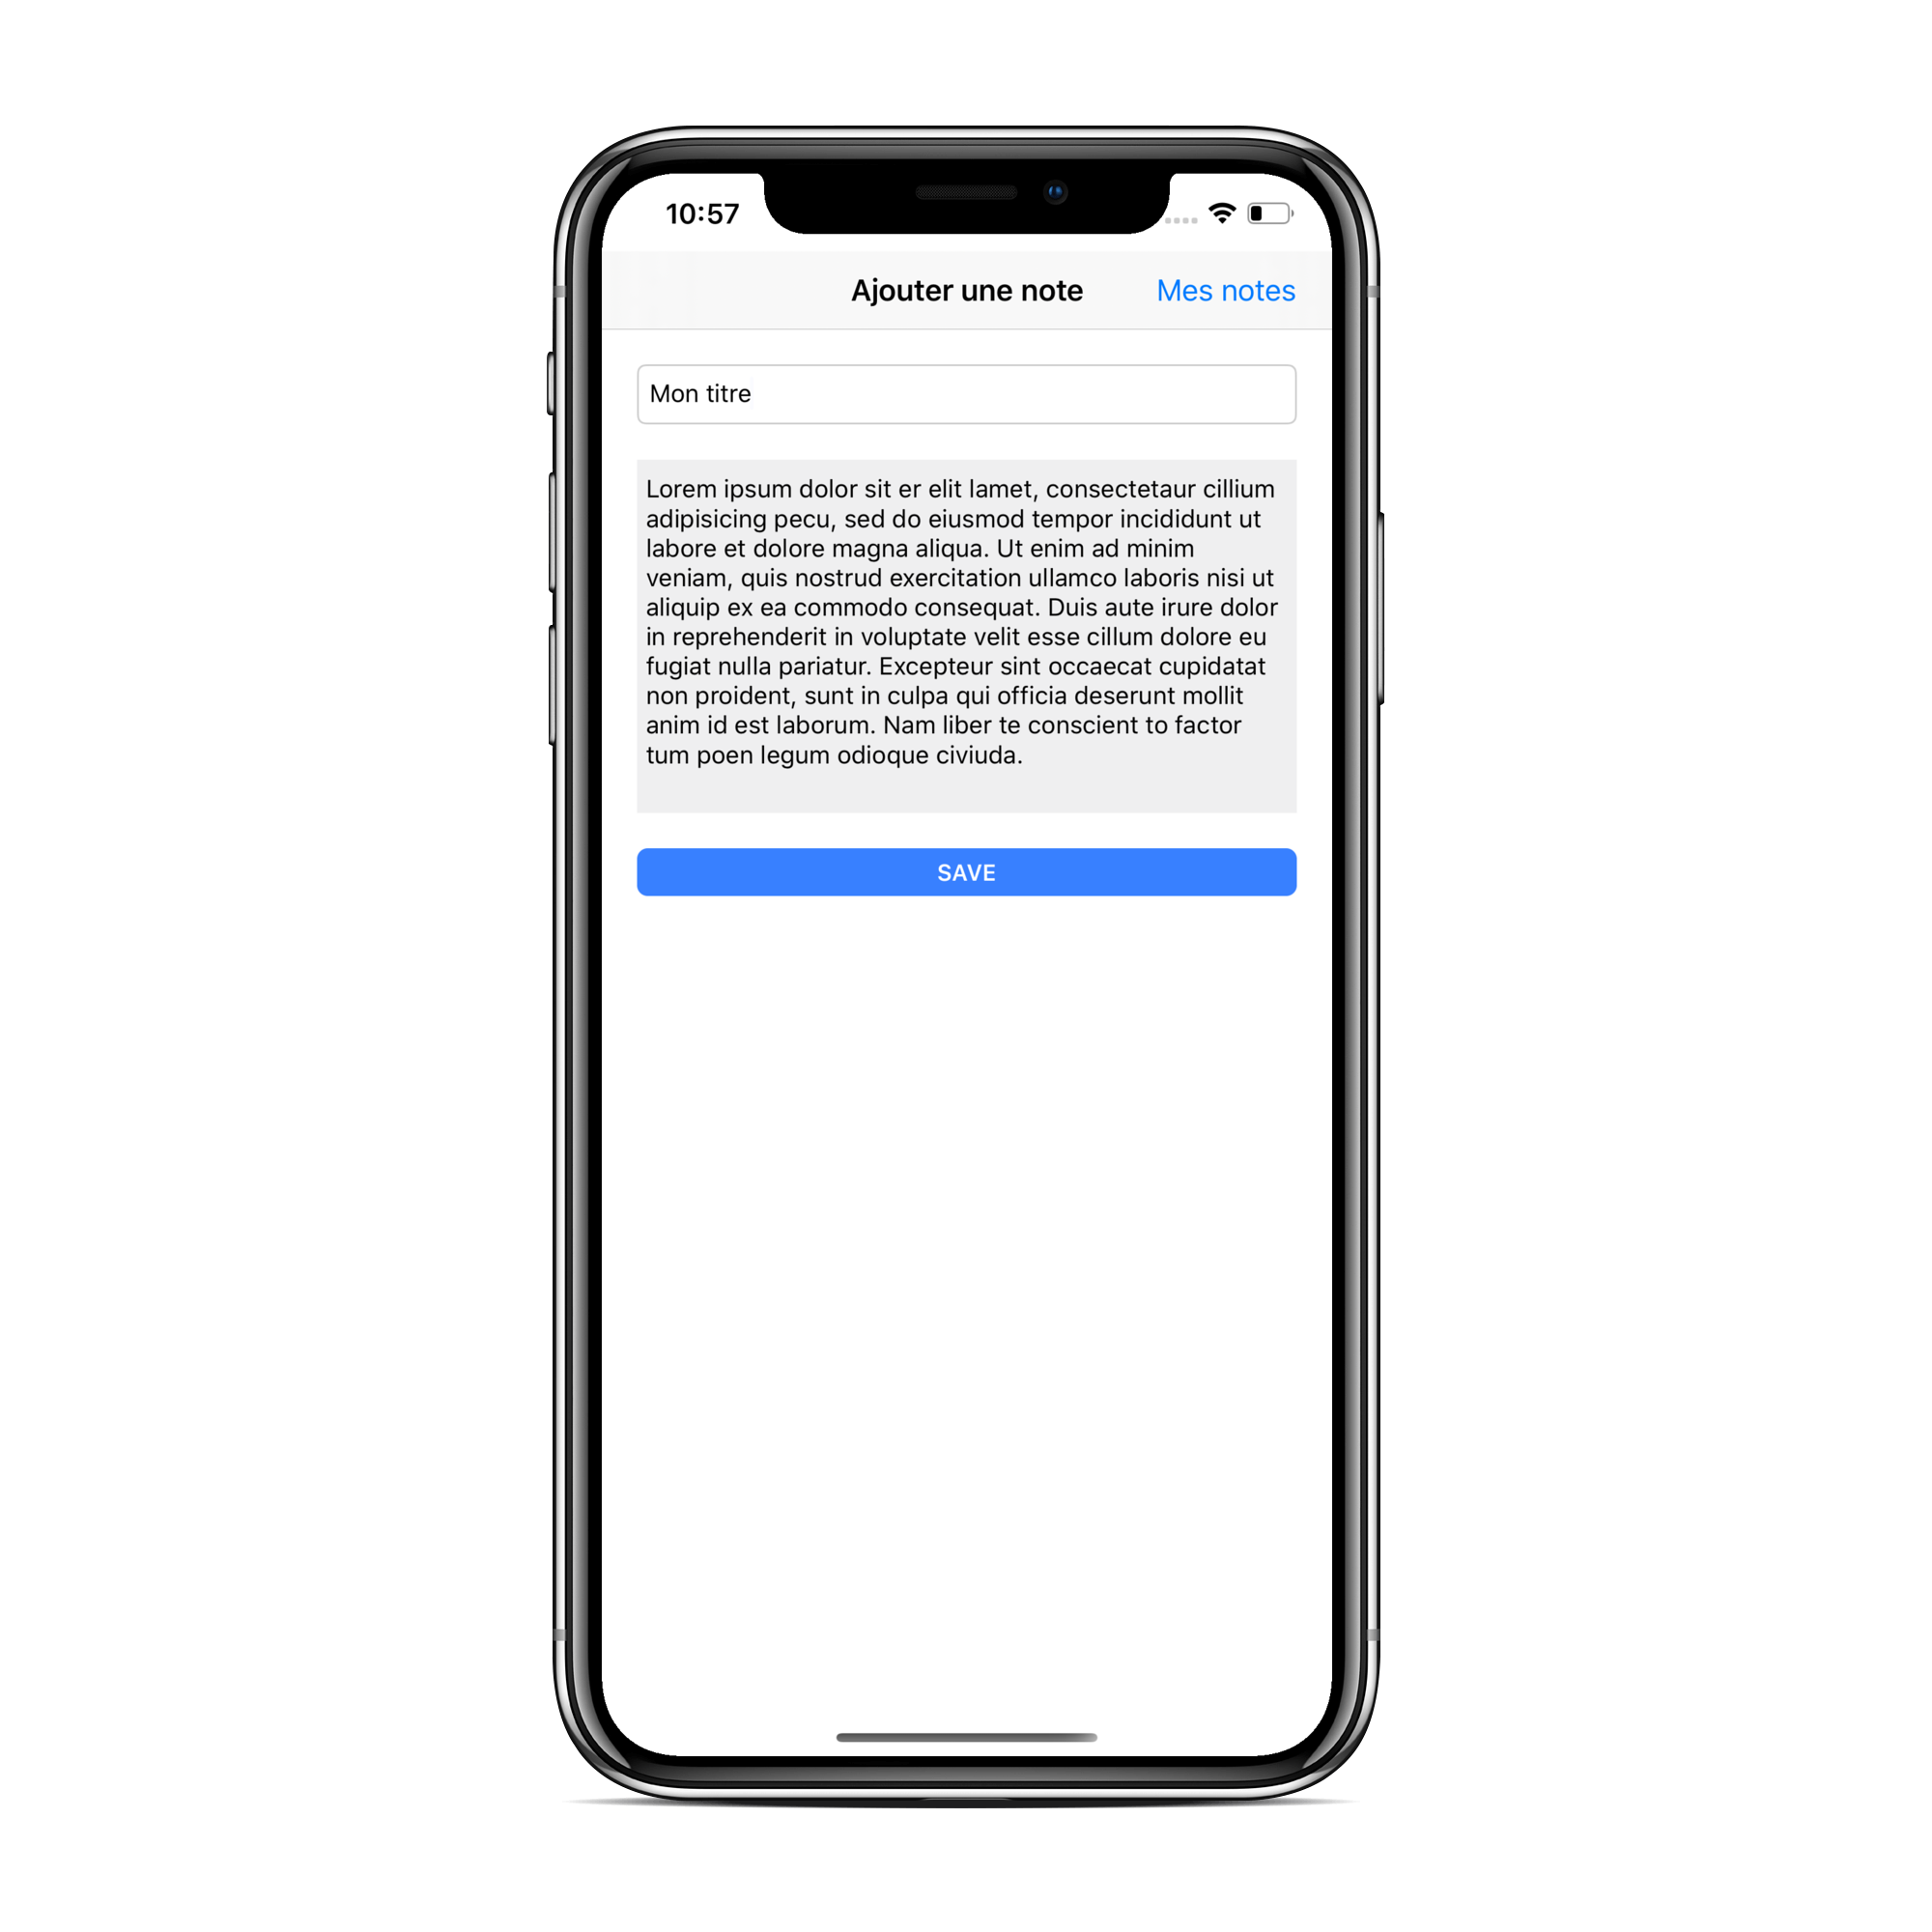 10:57
Ajouter une note
Mes notes
Mon titre
Lorem ipsum dolor sit er elit lamet, consectetaur cillium
adipisicing pecu, sed do eiusmod tempor incididunt ut
labore et dolore magna aliqua. Ut enim ad minim
veniam, quis nostrud exercitation ullamco laboris nisi ut
aliquip ex ea commodo consequat. Duis aute irure dolor
in reprehenderit in voluptate velit esse cillum dolore eu
fugiat nulla pariatur. Excepteur sint occaecat cupidatat
non proident, sunt in culpa qui officia deserunt mollit
anim id est laborum. Nam liber te conscient to factor
tum poen legum odioque civiuda.
SAVE